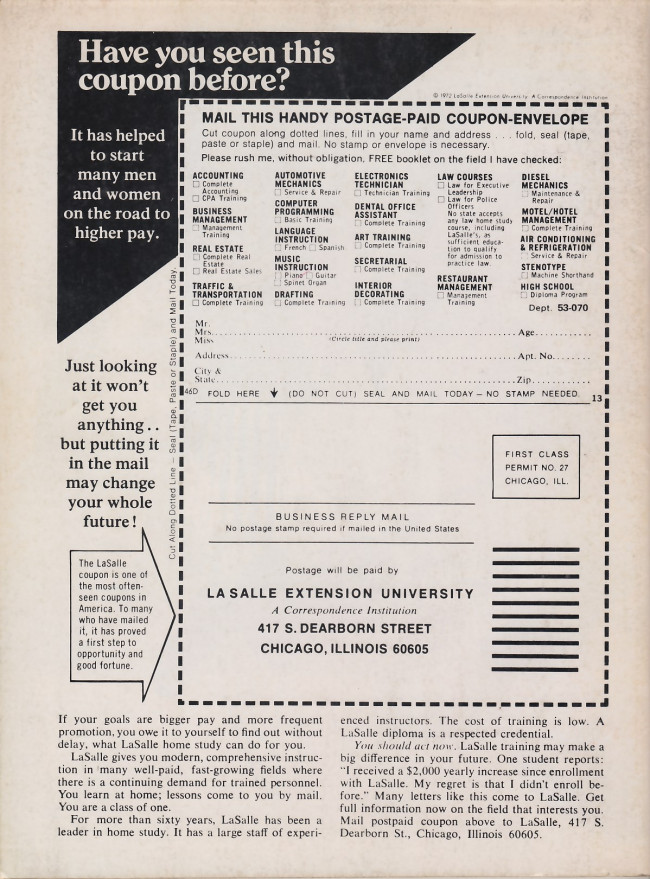 Have you seen this
coupon before?
© 1972 LaSalle Extension University. A Correspondence Institution
It has helped
to start
many men
and women
on the road to
higher pay.
MAIL THIS HANDY POSTAGE-PAID COUPON-ENVELOPE
Cut coupon along dotted lines, fill in your name and address . . . fold, seal (tape,
paste or staple) and mail. No stamp or envelope is necessary.
Please rush me, without obligation, FREE booklet on the field I have checked:
ACCOUNTING
Complete
Accounting
CPA Training
BUSINESS
MANAGEMENT
Management
Training
REAL ESTATE
Complete Real
Estate
Real Estate Sales
TRAFFIC &
TRANSPORTATION
Complete Training
AUTOMOTIVE
MECHANICS
Service & Repair
COMPUTER
PROGRAMMING
Basic Training
LANGUAGE
INSTRUCTION
French Spanish
MUSIC
INSTRUCTION
Piano Guitar
Spinet Organ
DRAFTING
Complete Training
ELECTRONICS
TECHNICIAN
Technician Training
DENTAL OFFICE
ASSISTANT
Complete Training
ART TRAINING
Complete Training
SECRETARIAL
Complete Training
INTERIOR
DECORATING
Complete Training
LAW COURSES
Law for Executive
Leadership
Law for Police
Officers
No state accepts
any law home study
course, including
LaSalle's, as
sufficient educa-
tion to qualify
for admission to
practice law.
RESTAURANT
MANAGEMENT
Management
Training
DIESEL
MECHANICS
Maintenance &
Repair
MOTEL/HOTEL
MANAGEMENT
Complete Training
AIR CONDITIONING
& REFRIGERATION
Service & Repair
STENOTYPE
Machine Shorthand
HIGH SCHOOL
Diploma Program
Dept. 53-070
Mr.
Mrs. Age
Miss (Circle title and please print)
Address Apt. No.
City &
State Zip
46D FOLD HERE ↓ (DO NOT CUT) SEAL AND MAIL TODAY – NO STAMP NEEDED. 13
Cut Along Dotted Line – Seal (Tape, Paste or Staple) and Mail Today.
Just looking
at it won't
get you
anything . .
but putting it
in the mail
may change
your whole
future!
The LaSalle
coupon is one of
the most often-
seen coupons in
America. To many
who have mailed
it, it has proved
a first step to
opportunity and
good fortune.
FIRST CLASS
PERMIT NO. 27
CHICAGO, ILL.
BUSINESS REPLY MAIL
No postage stamp required if mailed in the United States
Postage will be paid by
LA SALLE EXTENSION UNIVERSITY
A Correspondence Institution
417 S. DEARBORN STREET
CHICAGO, ILLINOIS 60605
If your goals are bigger pay and more frequent
promotion, you owe it to yourself to find out without
delay, what LaSalle home study can do for you.
LaSalle gives you modern, comprehensive instruc-
tion in many well-paid, fast-growing fields where
there is a continuing demand for trained personnel.
You learn at home; lessons come to you by mail.
You are a class of one.
For more than sixty years, LaSalle has been a
leader in home study. It has a large staff of experi-
enced instructors. The cost of training is low. A
LaSalle diploma is a respected credential.
You should act now. LaSalle training may make a
big difference in your future. One student reports:
"I received a $2,000 yearly increase since enrollment
with LaSalle. My regret is that I didn't enroll be-
fore." Many letters like this come to LaSalle. Get
full information now on the field that interests you.
Mail postpaid coupon above to LaSalle, 417 S.
Dearborn St., Chicago, Illinois 60605.